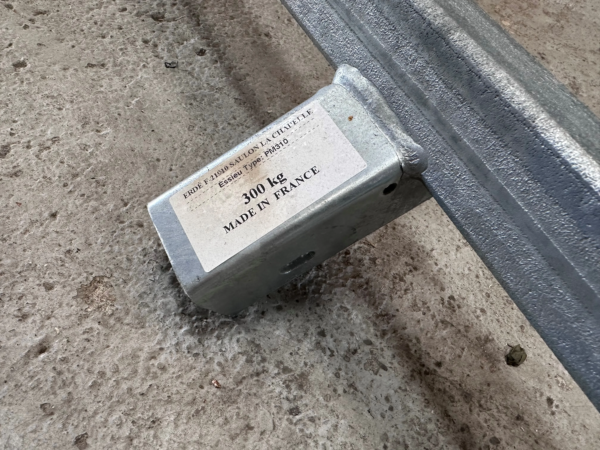 ERDE F 21910 SAULON LA CHAPELLE
Essieu Type: PM310
300 kg
MADE IN FRANCE